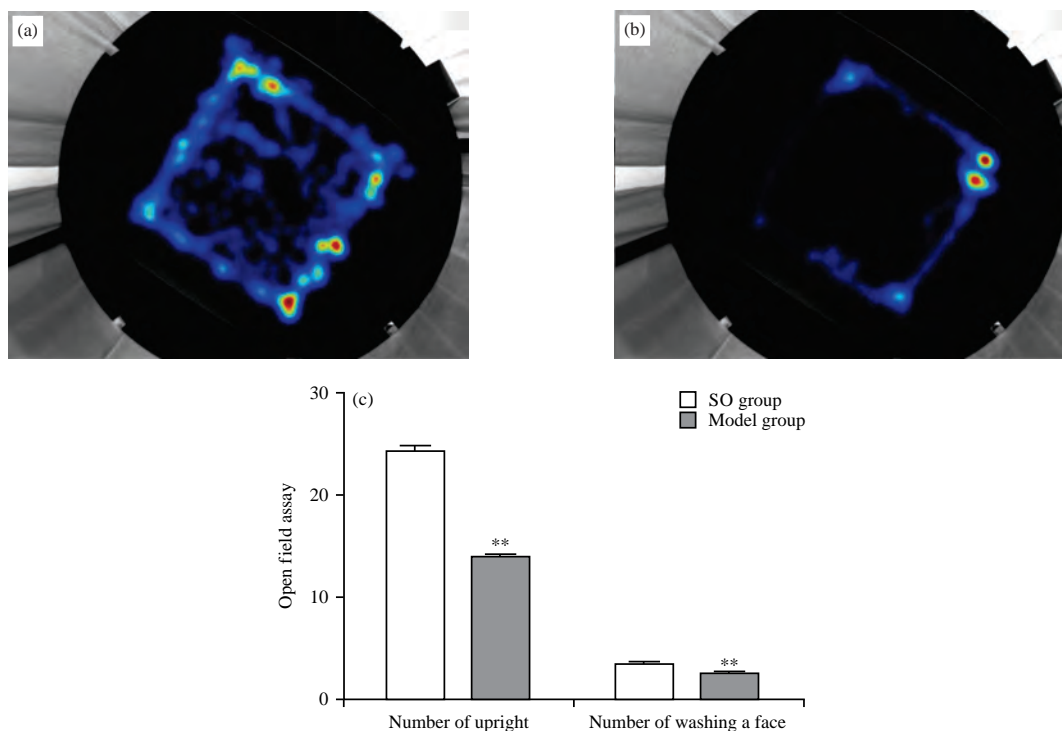 (a)
(b)
(c)
SO group
Model group
30
20
10
0
Open field assay
**
**
Number of upright
Number of washing a face